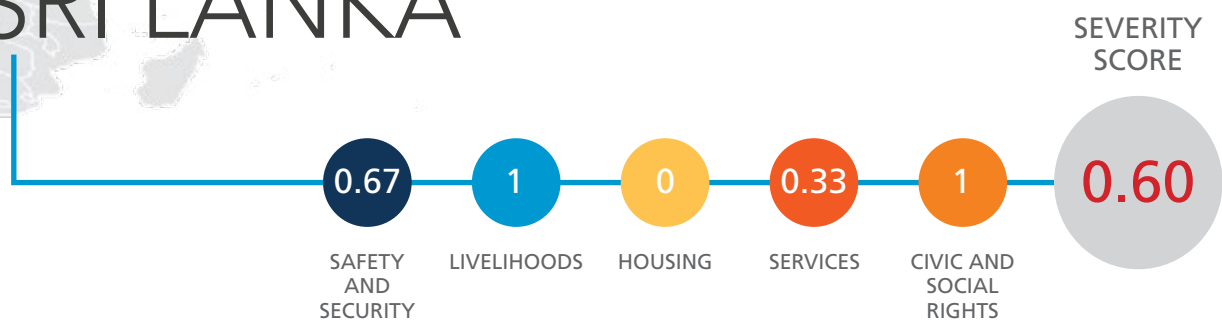 SRI LANKA
SEVERITY
SCORE
0.67
1
0
0.33
1
0.60
SAFETY
AND
SECURITY
LIVELIHOODS
HOUSING
SERVICES
CIVIC AND
SOCIAL
RIGHTS